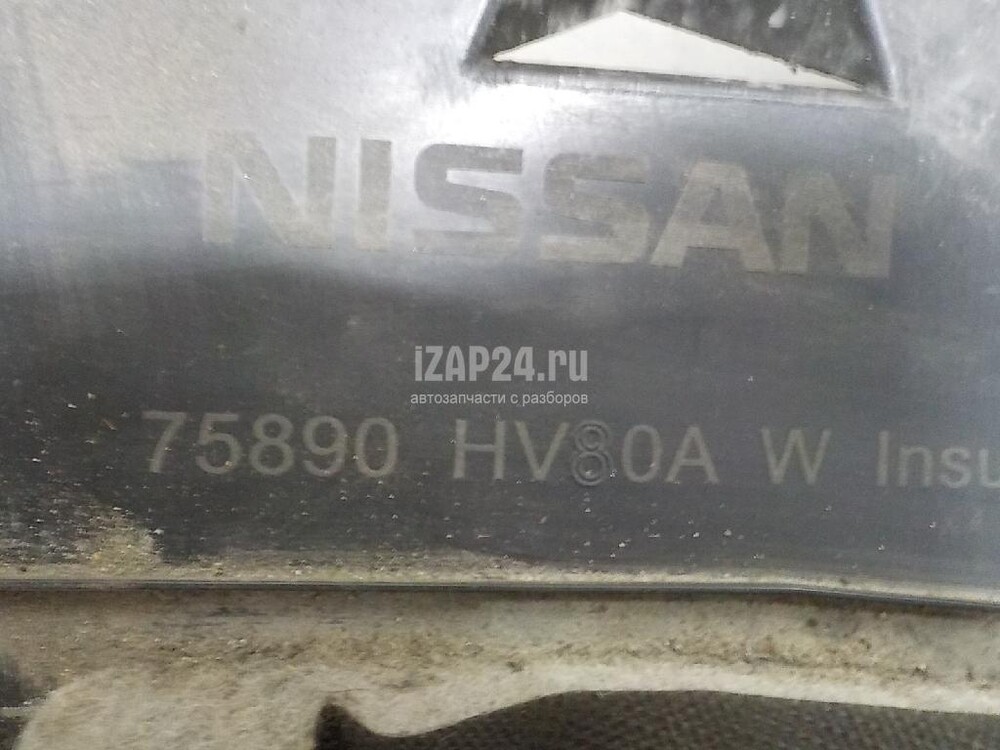 NISSAN
iZAP24.ru
автозапчасти с разборов
75890 HV80A W Insu